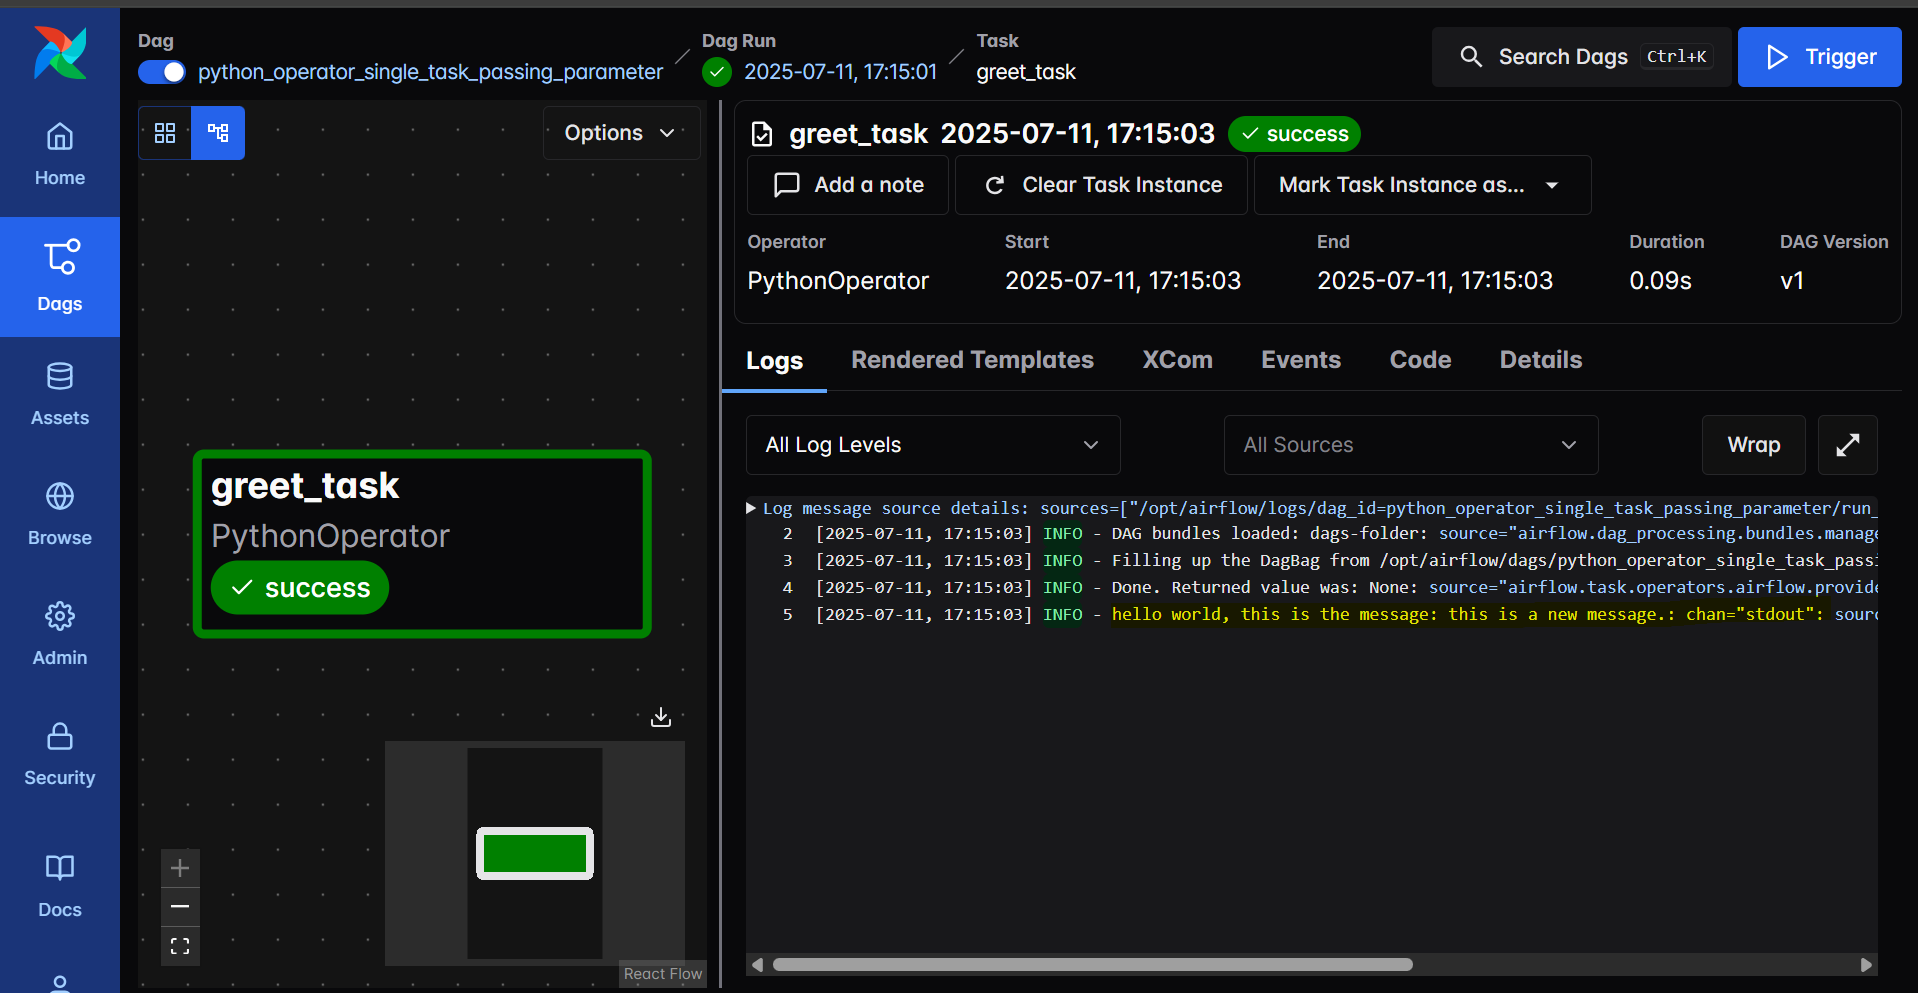 Dag
python_operator_single_task_passing_parameter
Dag Run
2025-07-11, 17:15:01
Task
greet_task
Search Dags Ctrl+K
Trigger
Home
Dags
Assets
Browse
Admin
Security
Docs
Options
greet_task
PythonOperator
success
React Flow
greet_task 2025-07-11, 17:15:03 success
Add a note
Clear Task Instance
Mark Task Instance as...
Operator Start End Duration DAG Version
PythonOperator 2025-07-11, 17:15:03 2025-07-11, 17:15:03 0.09s v1
Logs Rendered Templates XCom Events Code Details
All Log Levels All Sources Wrap
Log message source details: sources=["/opt/airflow/logs/dag_id=python_operator_single_task_passing_parameter/run_
2 [2025-07-11, 17:15:03] INFO - DAG bundles loaded: dags-folder: source="airflow.dag_processing.bundles.manage
3 [2025-07-11, 17:15:03] INFO - Filling up the DagBag from /opt/airflow/dags/python_operator_single_task_passi
4 [2025-07-11, 17:15:03] INFO - Done. Returned value was: None: source="airflow.task.operators.airflow.provide
5 [2025-07-11, 17:15:03] INFO - hello world, this is the message: this is a new message.: chan="stdout": sourc